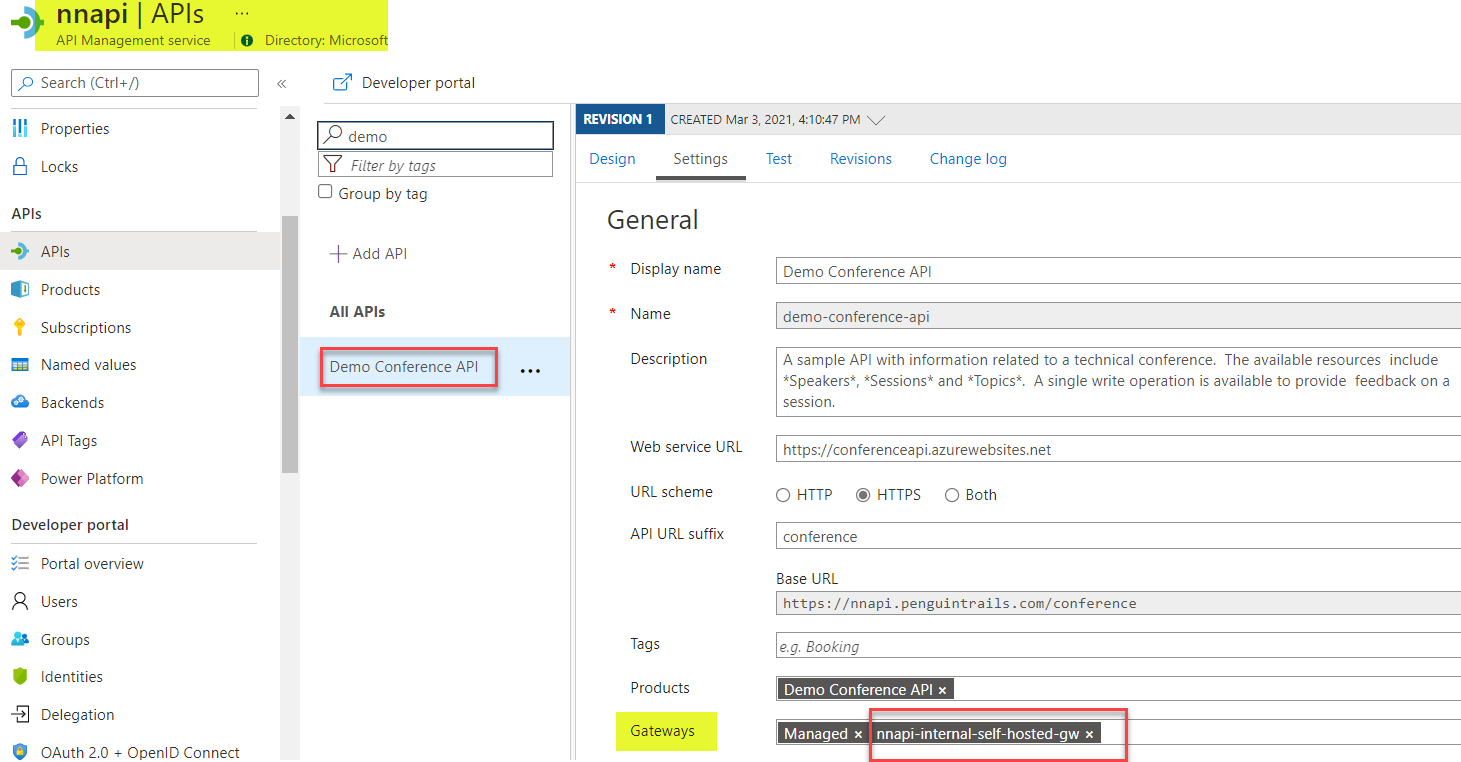 nnapi | APIs ...
API Management service
Directory: Microsoft
Search (Ctrl+/)
«
Properties
Locks
APIs
APIs
Products
Subscriptions
Named values
Backends
API Tags
Power Platform
Developer portal
Portal overview
Users
Groups
Identities
Delegation
OAuth 2.0 + OpenID Connect
Developer portal
demo
Filter by tags
Group by tag
+ Add API
All APIs
Demo Conference API ...
REVISION 1 CREATED Mar 3, 2021, 4:10:47 PM
Design Settings Test Revisions Change log
General
* Display name Demo Conference API
* Name demo-conference-api
Description A sample API with information related to a technical conference. The available resources include
*Speakers*, *Sessions* and *Topics*. A single write operation is available to provide feedback on a
session.
Web service URL https://conferenceapi.azurewebsites.net
URL scheme HTTP HTTPS Both
API URL suffix conference
Base URL
https://nnapi.penguintrails.com/conference
Tags e.g. Booking
Products Demo Conference API ×
Gateways Managed × nnapi-internal-self-hosted-gw ×